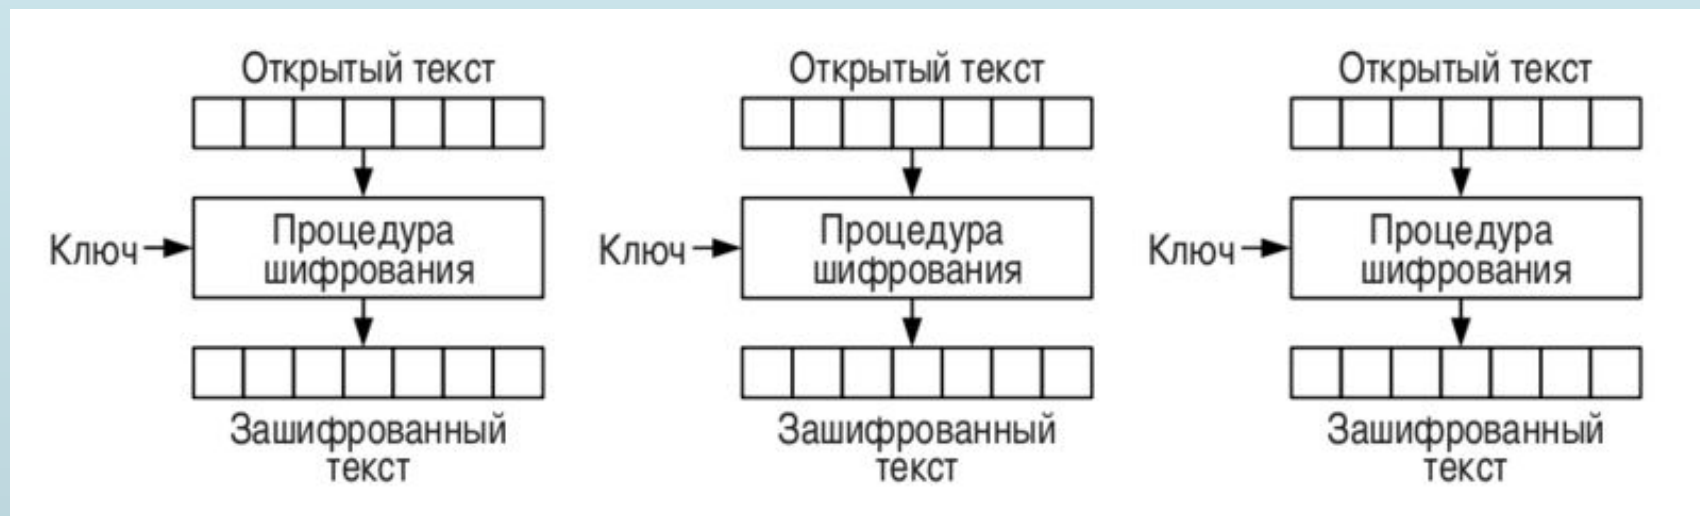 Открытый текст
Ключ
Процедура
шифрования
Зашифрованный
текст
Открытый текст
Ключ
Процедура
шифрования
Зашифрованный
текст
Открытый текст
Ключ
Процедура
шифрования
Зашифрованный
текст